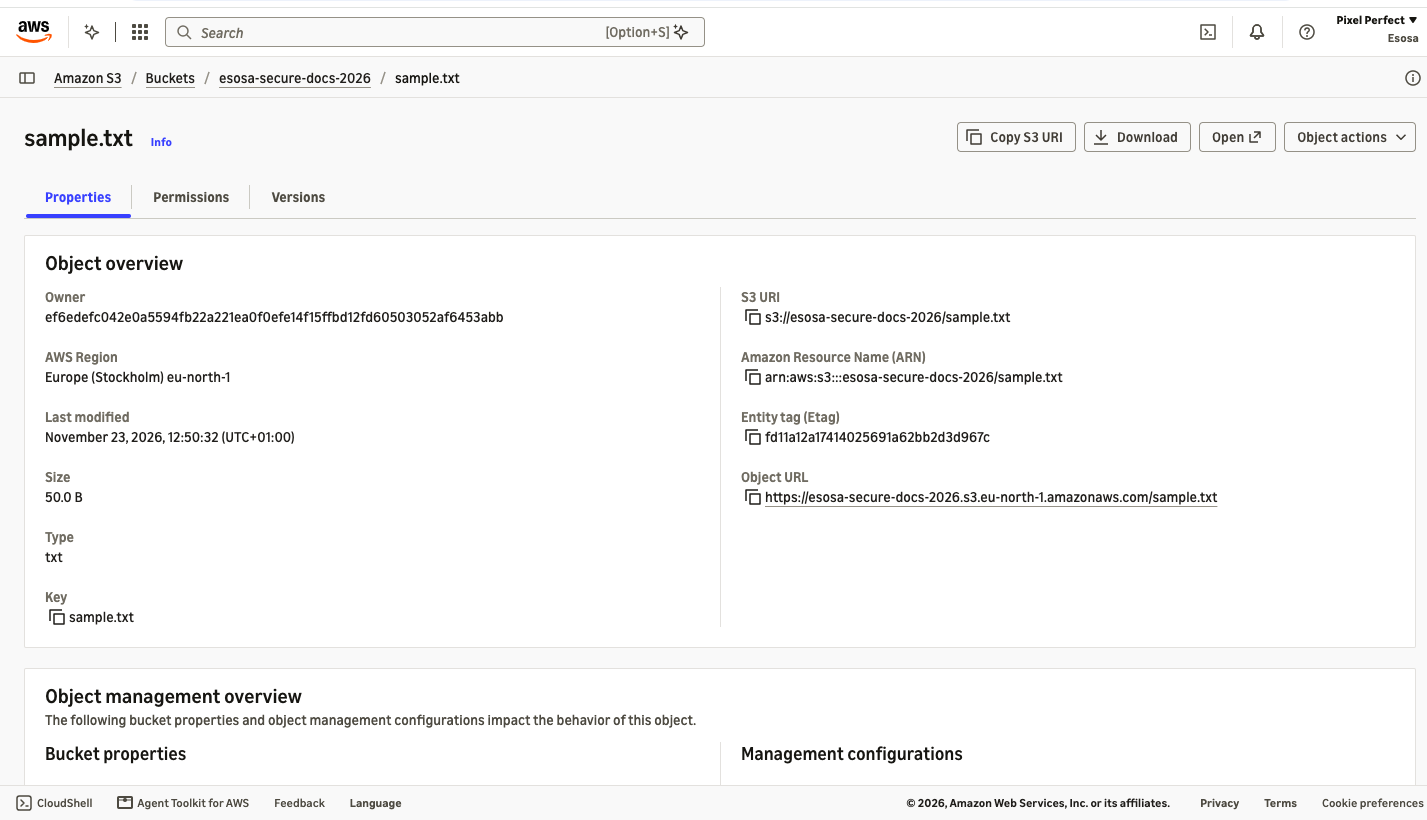 aws
Search [Option+S]
Pixel Perfect
Esosa
Amazon S3 / Buckets / esosa-secure-docs-2026 / sample.txt
sample.txt Info
Copy S3 URI Download Open Object actions
Properties Permissions Versions
Object overview
Owner
ef6edefc042e0a5594fb22a221ea0f0efe14f15ffbd12fd60503052af6453abb
AWS Region
Europe (Stockholm) eu-north-1
Last modified
November 23, 2026, 12:50:32 (UTC+01:00)
Size
50.0 B
Type
txt
Key
sample.txt
S3 URI
s3://esosa-secure-docs-2026/sample.txt
Amazon Resource Name (ARN)
arn:aws:s3:::esosa-secure-docs-2026/sample.txt
Entity tag (Etag)
fd11a12a17414025691a62bb2d3d967c
Object URL
https://esosa-secure-docs-2026.s3.eu-north-1.amazonaws.com/sample.txt
Object management overview
The following bucket properties and object management configurations impact the behavior of this object.
Bucket properties
Management configurations
CloudShell Agent Toolkit for AWS Feedback Language
© 2026, Amazon Web Services, Inc. or its affiliates. Privacy Terms Cookie preferences